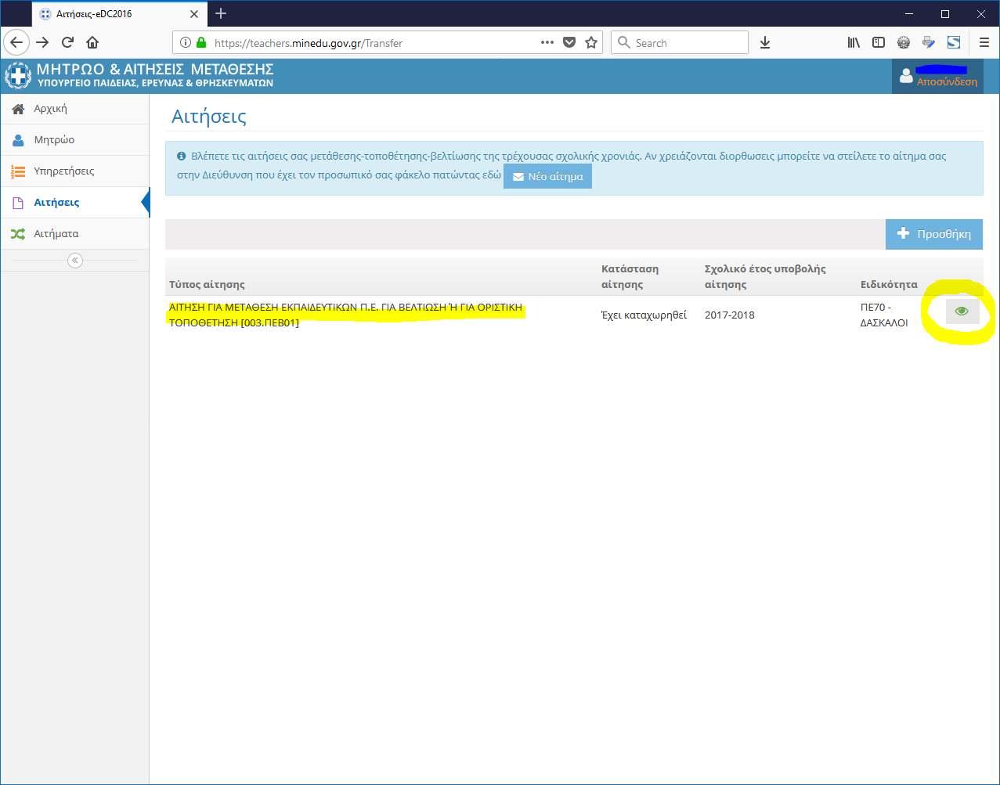 Αιτήσεις-eDC2016
https://teachers.minedu.gov.gr/Transfer
Search
ΜΗΤΡΩΟ & ΑΙΤΗΣΕΙΣ ΜΕΤΑΘΕΣΗΣ
ΥΠΟΥΡΓΕΙΟ ΠΑΙΔΕΙΑΣ, ΕΡΕΥΝΑΣ & ΘΡΗΣΚΕΥΜΑΤΩΝ
Αποσύνδεση
Αρχική
Μητρώο
Υπηρετήσεις
Αιτήσεις
Αιτήματα
Αιτήσεις
Βλέπετε τις αιτήσεις σας μετάθεσης-τοποθέτησης-βελτίωσης της τρέχουσας σχολικής χρονιάς. Αν χρειάζονται διορθωσεις μπορείτε να στείλετε το αίτημα σας
στην Διεύθυνση που έχει τον προσωπικό σας φάκελο πατώντας εδώ Νέο αίτημα
Προσθήκη
Τύπος αίτησης
Κατάσταση
αίτησης
Σχολικό έτος υποβολής
αίτησης
Ειδικότητα
ΑΙΤΗΣΗ ΓΙΑ ΜΕΤΑΘΕΣΗ ΕΚΠΑΙΔΕΥΤΙΚΩΝ Π.Ε. ΓΙΑ ΒΕΛΤΙΩΣΗ Ή ΓΙΑ ΟΡΙΣΤΙΚΗ
ΤΟΠΟΘΕΤΗΣΗ [003.ΠΕΒ01]
Έχει καταχωρηθεί
2017-2018
ΠΕ70 -
ΔΑΣΚΑΛΟΙ